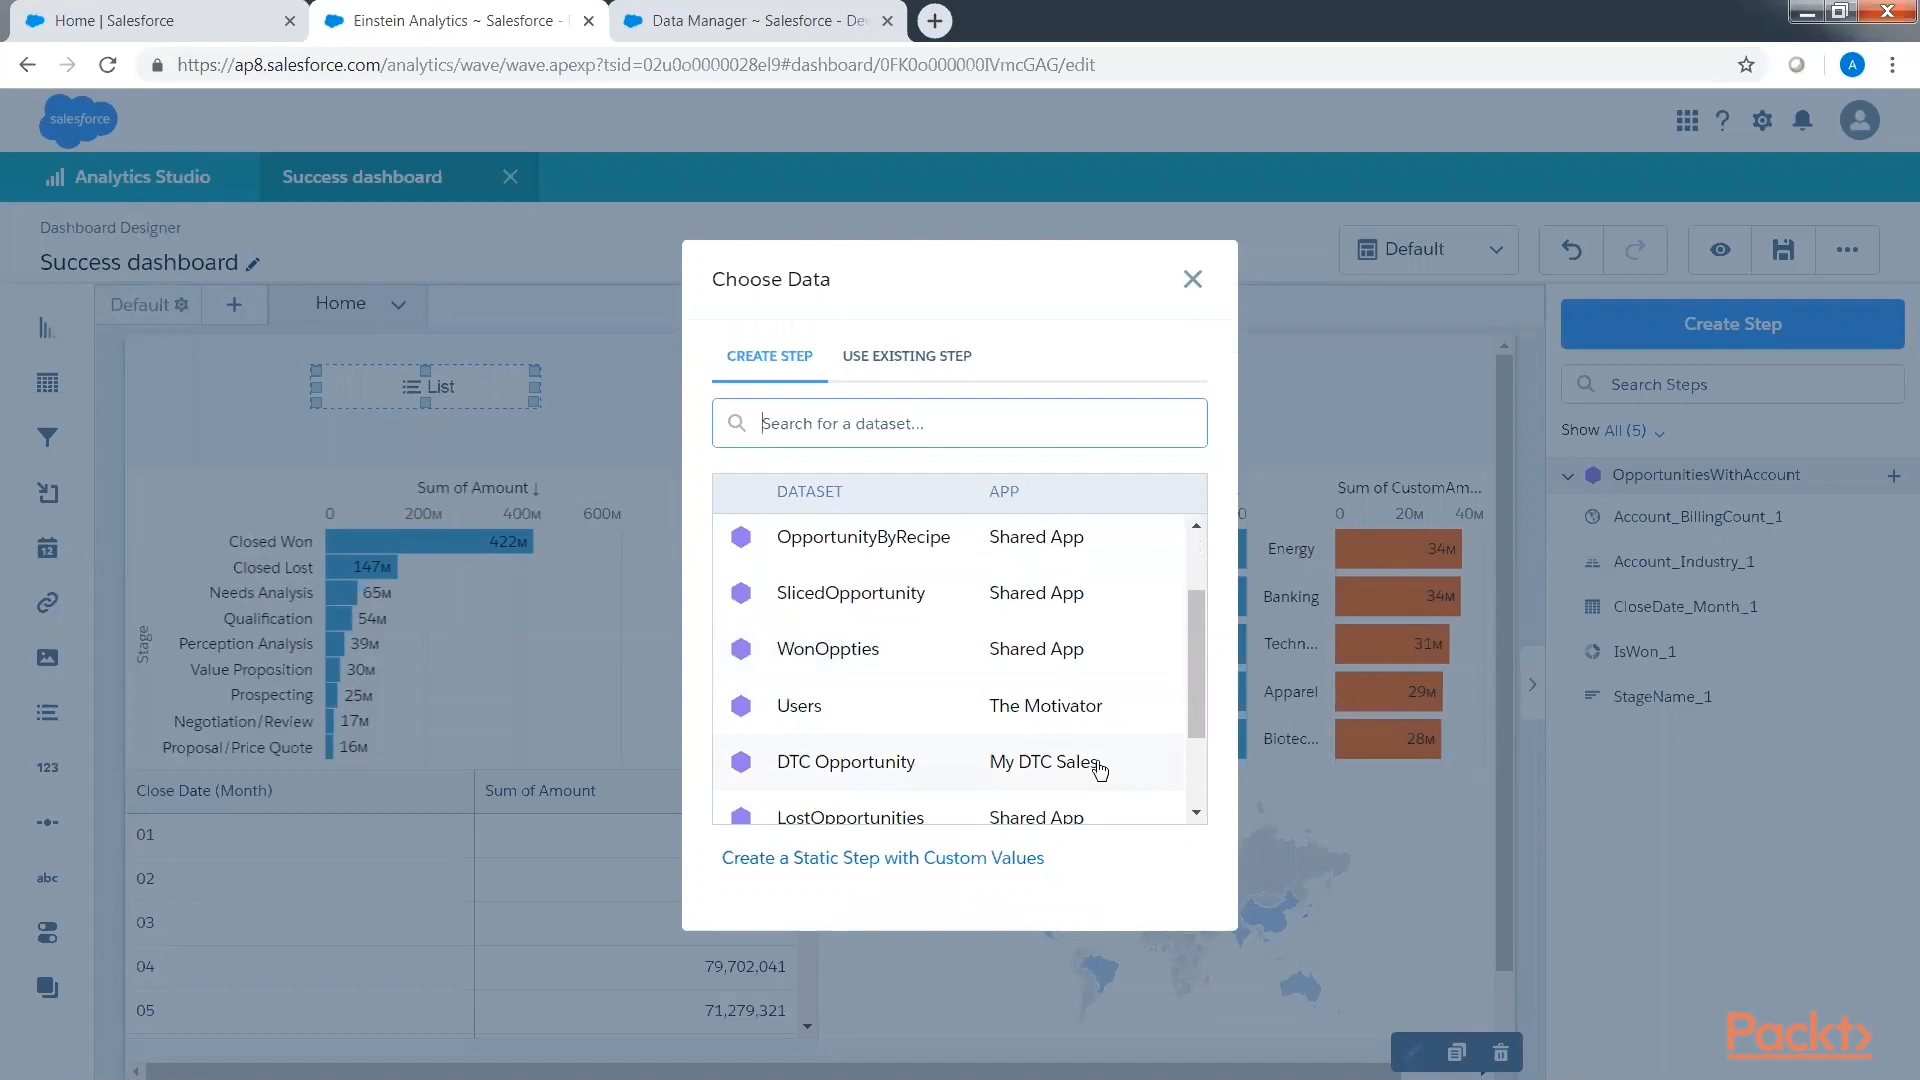 Home | Salesforce
Einstein Analytics ~ Salesforce -
Data Manager ~ Salesforce - De
A
https://ap8.salesforce.com/analytics/wave/wave.apexp?tsid=02u0o0000028el9#dashboard/0FK0o000000IVmcGAG/edit
salesforce
Analytics Studio
Success dashboard
Dashboard Designer
Success dashboard
Default
Default
Home
Create Step
Search Steps
Show All (5)
OpportunitiesWithAccount
Account_BillingCount_1
Account_Industry_1
CloseDate_Month_1
IsWon_1
StageName_1
12
123
abc
List
Sum of Amount ↓
0 200M 400M 600M
Stage
Closed Won 422M
Closed Lost 147M
Needs Analysis 65M
Qualification 54M
Perception Analysis 39M
Value Proposition 30M
Prospecting 25M
Negotiation/Review 17M
Proposal/Price Quote 16M
Close Date (Month) Sum of Amount
01
02
03
04 79,702,041
05 71,279,321
Choose Data
CREATE STEP USE EXISTING STEP
Search for a dataset...
DATASET APP
OpportunityByRecipe Shared App
SlicedOpportunity Shared App
WonOppties Shared App
Users The Motivator
DTC Opportunity My DTC Sales
LostOpportunities Shared App
Create a Static Step with Custom Values
Sum of CustomAm...
0 20M 40M
Energy 34M
Banking 34M
Techn... 31M
Apparel 29M
Biotec... 28M
Packt>